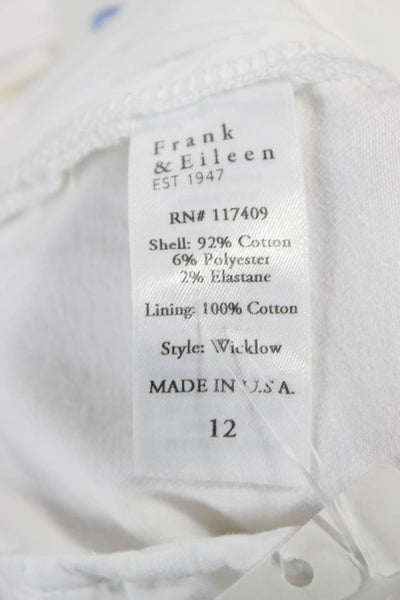 Frank
& Eileen
EST 1947
RN# 117409
Shell: 92% Cotton
6% Polyester
2% Elastane
Lining: 100% Cotton
Style: Wicklow
MADE IN U.S.A.
12